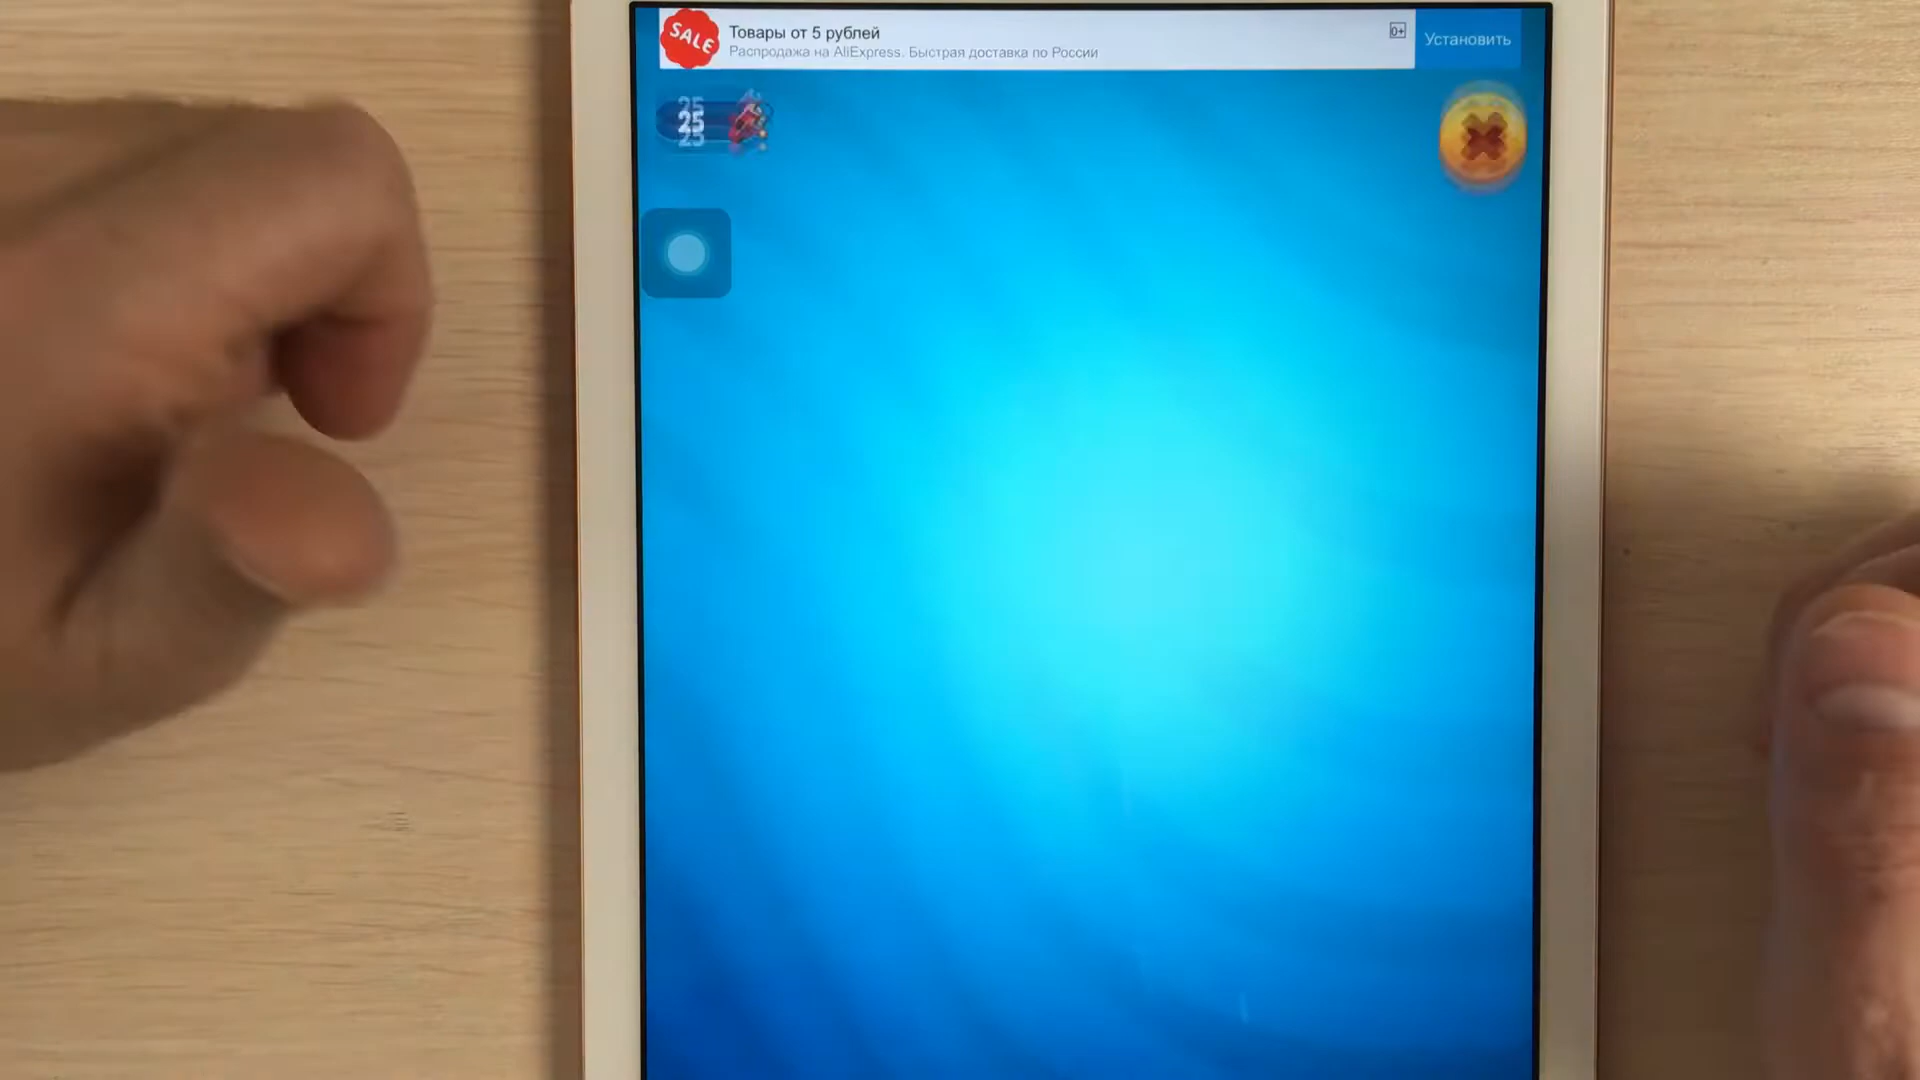 SALE
Товары от 5 рублей
Распродажа на AliExpress. Быстрая доставка по России
0+
Установить
25